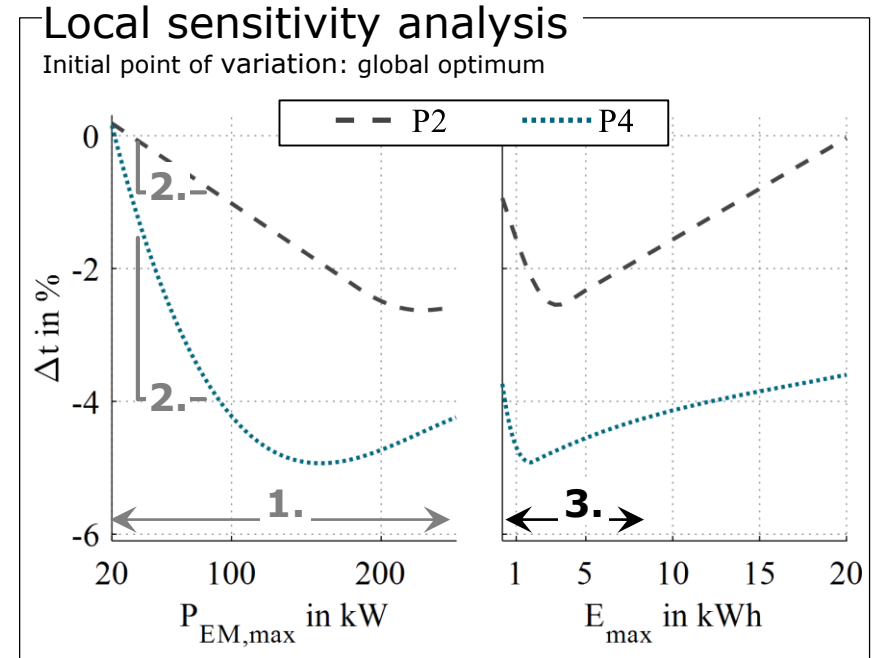 Local sensitivity analysis
Initial point of variation: global optimum
P2 P4
0
-2
-4
-6
Δt in %
2.
2.
1.
3.
20 100 200
1 5 10 15 20
P_EM,max in kW
E_max in kWh